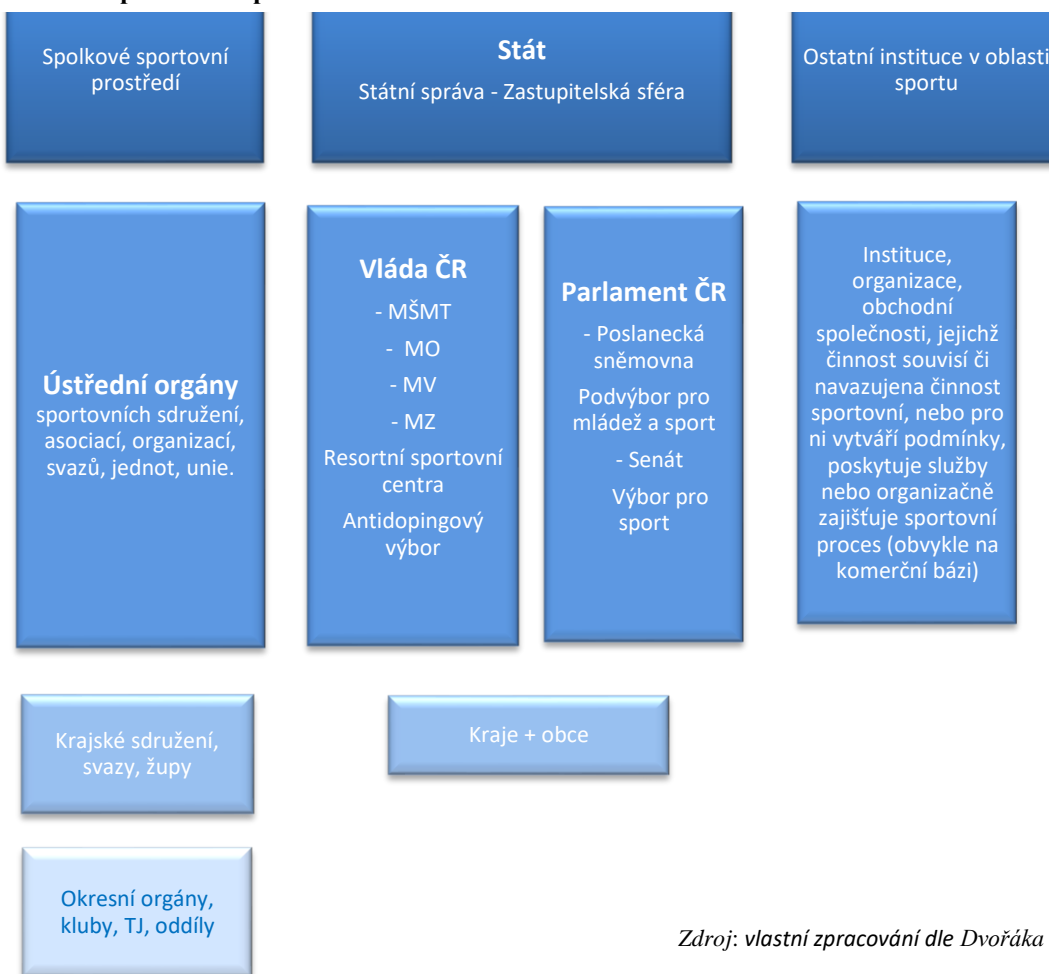 Spolkové sportovní
prostředí
Stát
Státní správa - Zastupitelská sféra
Ostatní instituce v oblasti
sportu
Ústřední orgány
sportovních sdružení,
asociací, organizací,
svazů, jednot, unie.
Vláda ČR
- MŠMT
- MO
- MV
- MZ
Resortní sportovní
centra
Antidopingový
výbor
Parlament ČR
- Poslanecká
sněmovna
Podvýbor pro
mládež a sport
- Senát
Výbor pro
sport
Instituce,
organizace,
obchodní
společnosti, jejichž
činnost souvisí či
navazujena činnost
sportovní, nebo pro
ni vytváří podmínky,
poskytuje služby
nebo organizačně
zajišťuje sportovní
proces (obvykle na
komerční bázi)
Krajské sdružení,
svazy, župy
Kraje + obce
Okresní orgány,
kluby, TJ, oddíly
Zdroj: vlastní zpracování dle Dvořáka